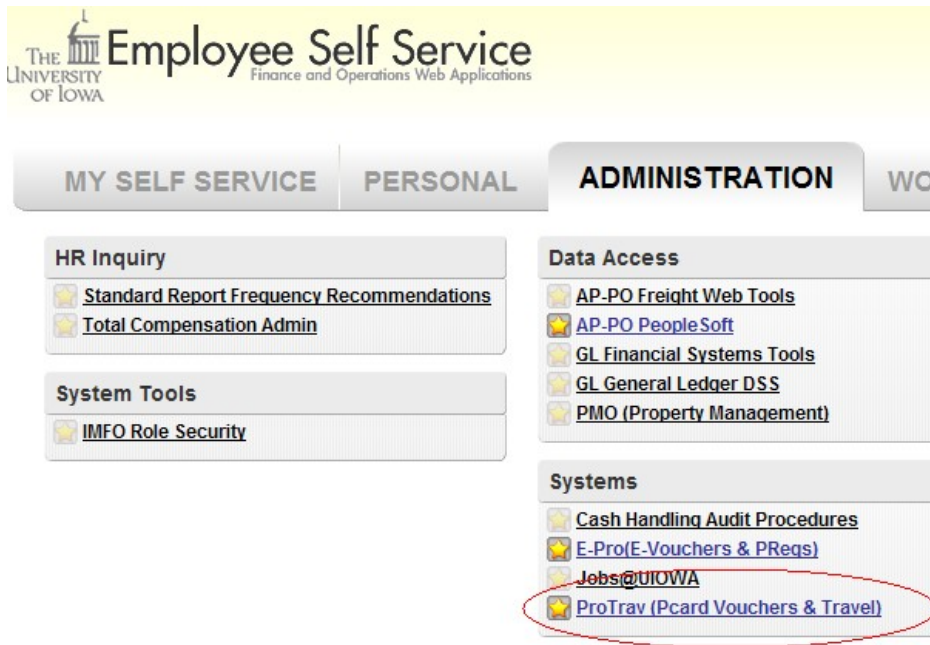 THE UNIVERSITY OF IOWA
Employee Self Service
Finance and Operations Web Applications
MY SELF SERVICE PERSONAL ADMINISTRATION WO
HR Inquiry
Standard Report Frequency Recommendations
Total Compensation Admin
System Tools
IMFO Role Security
Data Access
AP-PO Freight Web Tools
AP-PO PeopleSoft
GL Financial Systems Tools
GL General Ledger DSS
PMO (Property Management)
Systems
Cash Handling Audit Procedures
E-Pro(E-Vouchers & PReqs)
Jobs@UIOWA
ProTrav (Pcard Vouchers & Travel)